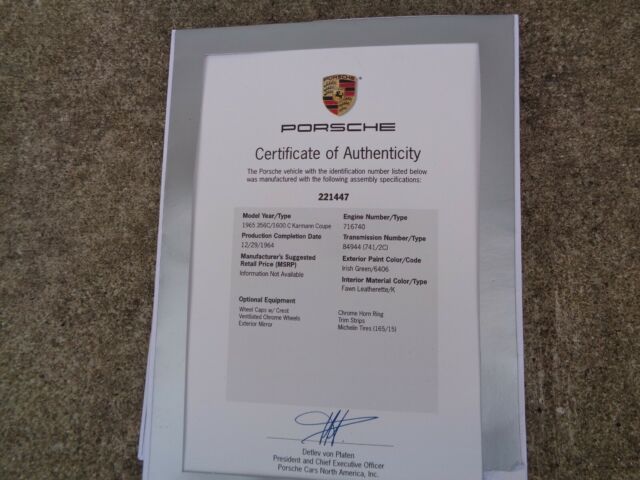 PORSCHE
PORSCHE
Certificate of Authenticity
The Porsche vehicle with the identification number listed below
was manufactured with the following assembly specifications:
221447
Model Year/Type
1965 356C/1600 C Karmann Coupe
Production Completion Date
12/29/1964
Manufacturer's Suggested
Retail Price (MSRP)
Information Not Available
Engine Number/Type
716740
Transmission Number/Type
84944 (741/2C)
Exterior Paint Color/Code
Irish Green/6406
Interior Material Color/Type
Fawn Leatherette/K
Optional Equipment
Wheel Caps w/ Crest
Ventilated Chrome Wheels
Exterior Mirror
Chrome Horn Ring
Trim Strips
Michelin Tires (165/15)
Detlev von Platen
President and Chief Executive Officer
Porsche Cars North America, Inc.